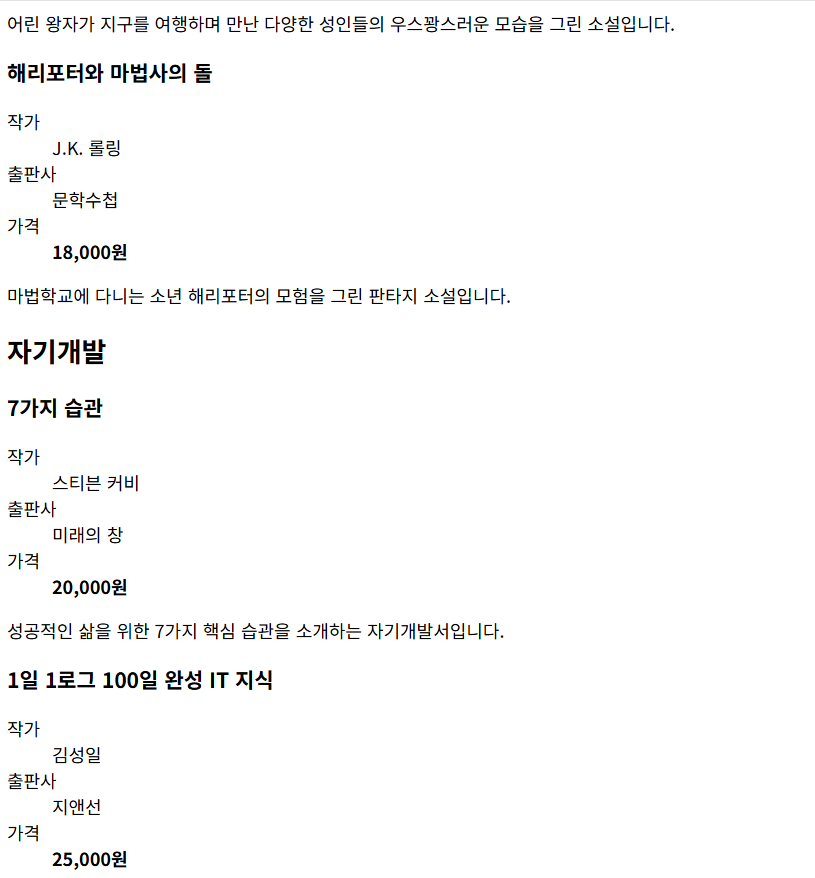 어린 왕자가 지구를 여행하며 만난 다양한 성인들의 우스꽝스러운 모습을 그린 소설입니다.
해리포터와 마법사의 돌
작가
J.K. 롤링
출판사
문학수첩
가격
18,000원
마법학교에 다니는 소년 해리포터의 모험을 그린 판타지 소설입니다.
자기개발
7가지 습관
작가
스티븐 커비
출판사
미래의 창
가격
20,000원
성공적인 삶을 위한 7가지 핵심 습관을 소개하는 자기개발서입니다.
1일 1로그 100일 완성 IT 지식
작가
김성일
출판사
지앤선
가격
25,000원